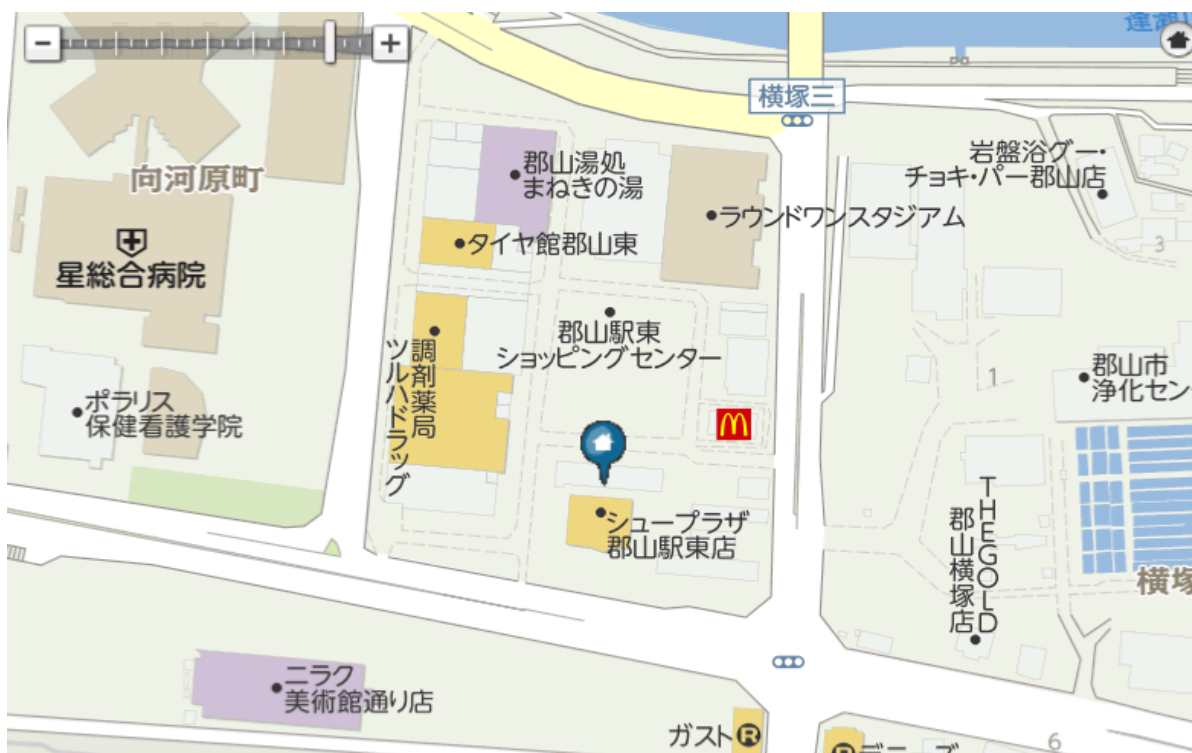 逢瀬
横塚三
向河原町
郡山湯処
まねきの湯
岩盤浴グー・
チョキ・パー郡山店
ラウンドワンスタジアム
タイヤ館郡山東
3
星総合病院
郡山駅東
ショッピングセンター
調剤薬局
ツルハドラッグ
郡山市
浄化セン
1
ポラリス
保健看護学院
M
シュープラザ
郡山駅東店
THEGOLD
郡山横塚店
横塚
ニラク
美術館通り店
ガスト
R
R
6